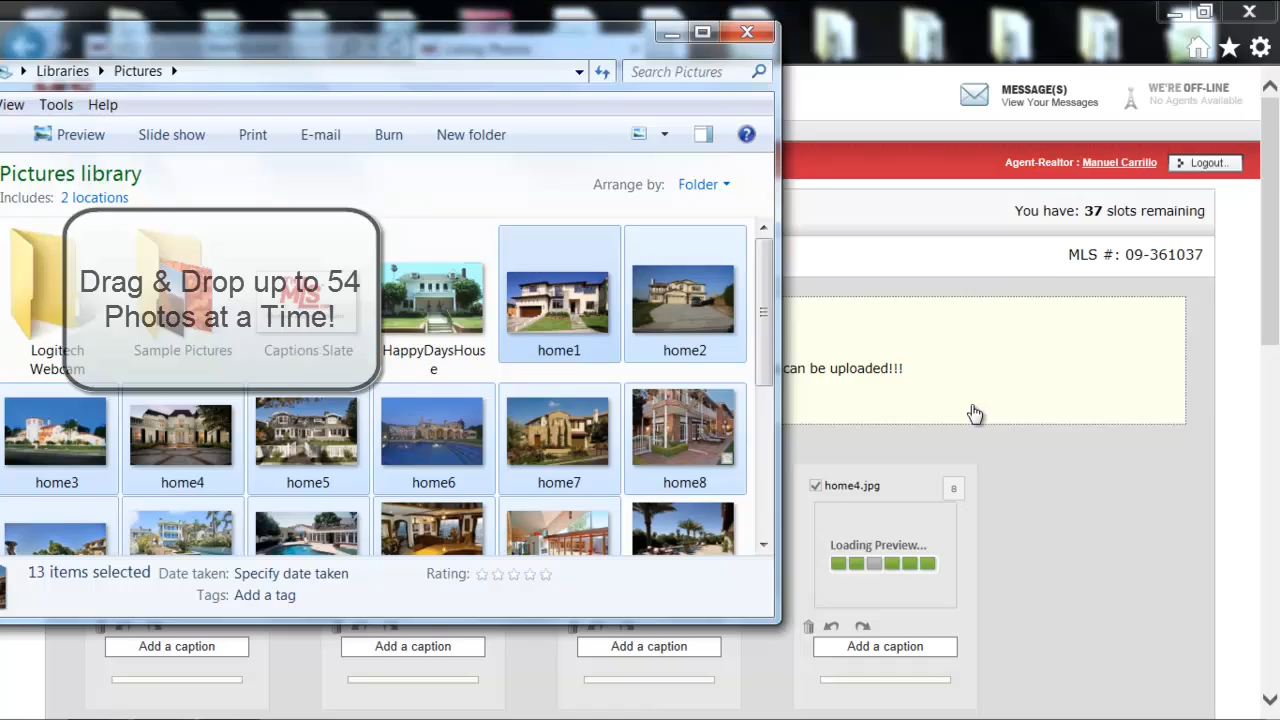 Libraries Pictures Search Pictures
View Tools Help
MESSAGE(S)
View Your Messages
WE'RE OFF-LINE
No Agents Available
Preview Slide show Print E-mail Burn New folder
Agent-Realtor : Manuel Carrillo Logout..
Pictures library
Includes: 2 locations
Arrange by: Folder
You have: 37 slots remaining
MLS #: 09-361037
Drag & Drop up to 54
Photos at a Time!
Logitech
Webcam
Sample Pictures
Captions Slate
HappyDaysHous
e
home1
home2
can be uploaded!!!
home3
home4
home5
home6
home7
home8
home4.jpg 8
Loading Preview...
13 items selected Date taken: Specify date taken Rating:
Tags: Add a tag
Add a caption Add a caption Add a caption Add a caption